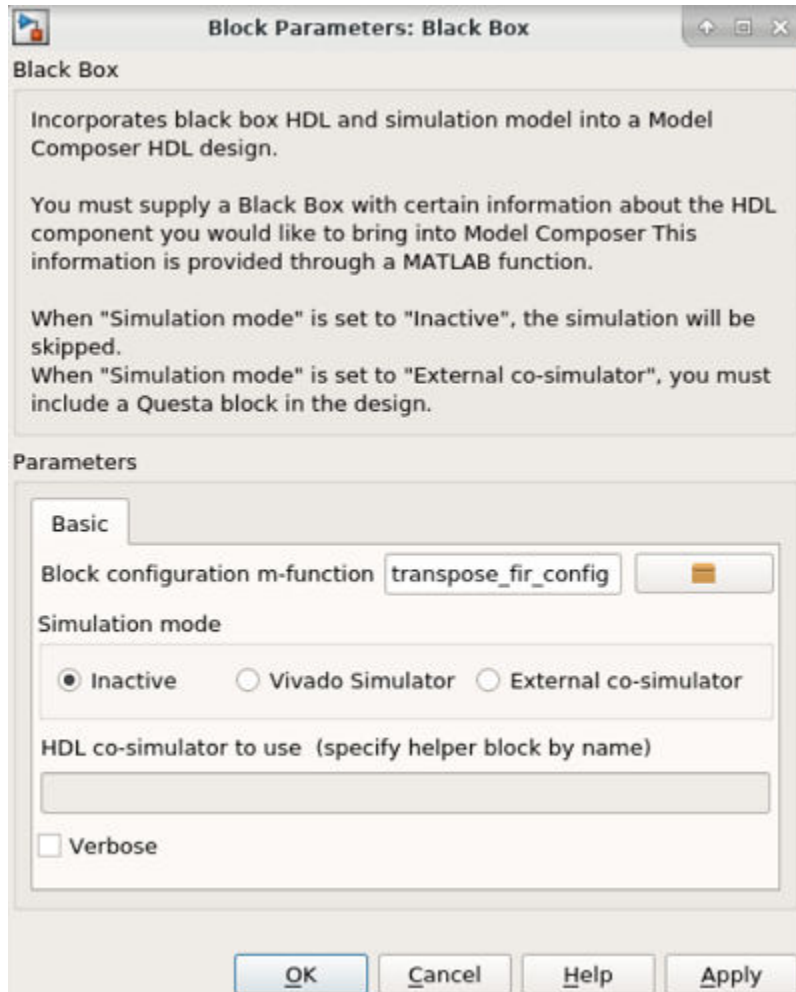 Block Parameters: Black Box
Black Box
Incorporates black box HDL and simulation model into a Model
Composer HDL design.
You must supply a Black Box with certain information about the HDL
component you would like to bring into Model Composer This
information is provided through a MATLAB function.
When "Simulation mode" is set to "Inactive", the simulation will be
skipped.
When "Simulation mode" is set to "External co-simulator", you must
include a Questa block in the design.
Parameters
Basic
Block configuration m-function transpose_fir_config
Simulation mode
Inactive Vivado Simulator External co-simulator
HDL co-simulator to use (specify helper block by name)
Verbose
OK Cancel Help Apply